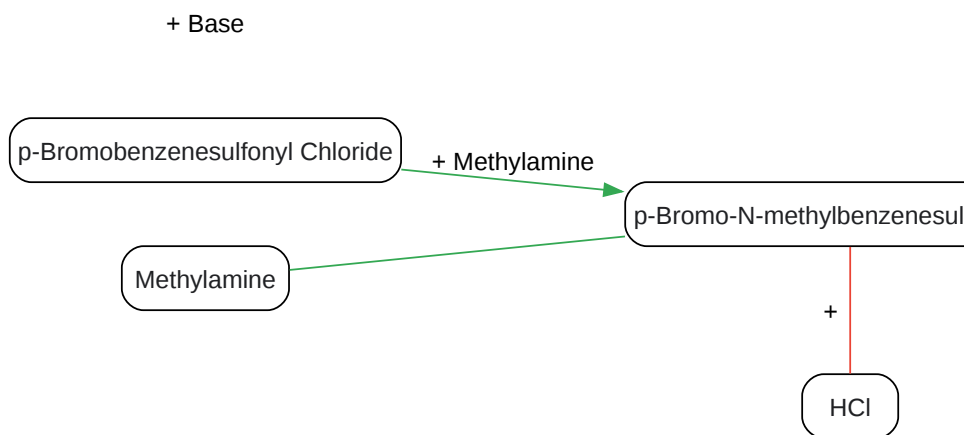 + Base
p-Bromobenzenesulfonyl Chloride
+ Methylamine
p-Bromo-N-methylbenzenesul
Methylamine
+
HCl